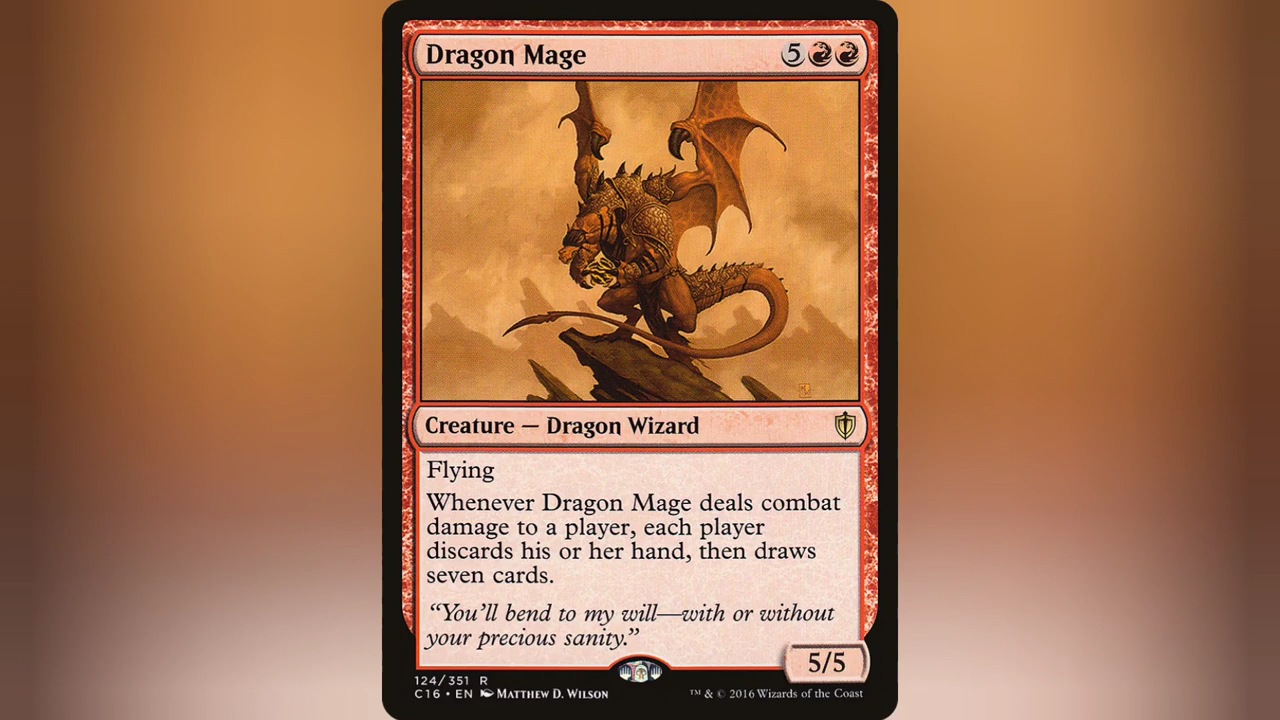 Dragon Mage 5
Creature — Dragon Wizard
Flying
Whenever Dragon Mage deals combat
damage to a player, each player
discards his or her hand, then draws
seven cards.
“You’ll bend to my will—with or without
your precious sanity.”
5/5
124/351 R
C16 • EN Matthew D. Wilson
™ & © 2016 Wizards of the Coast